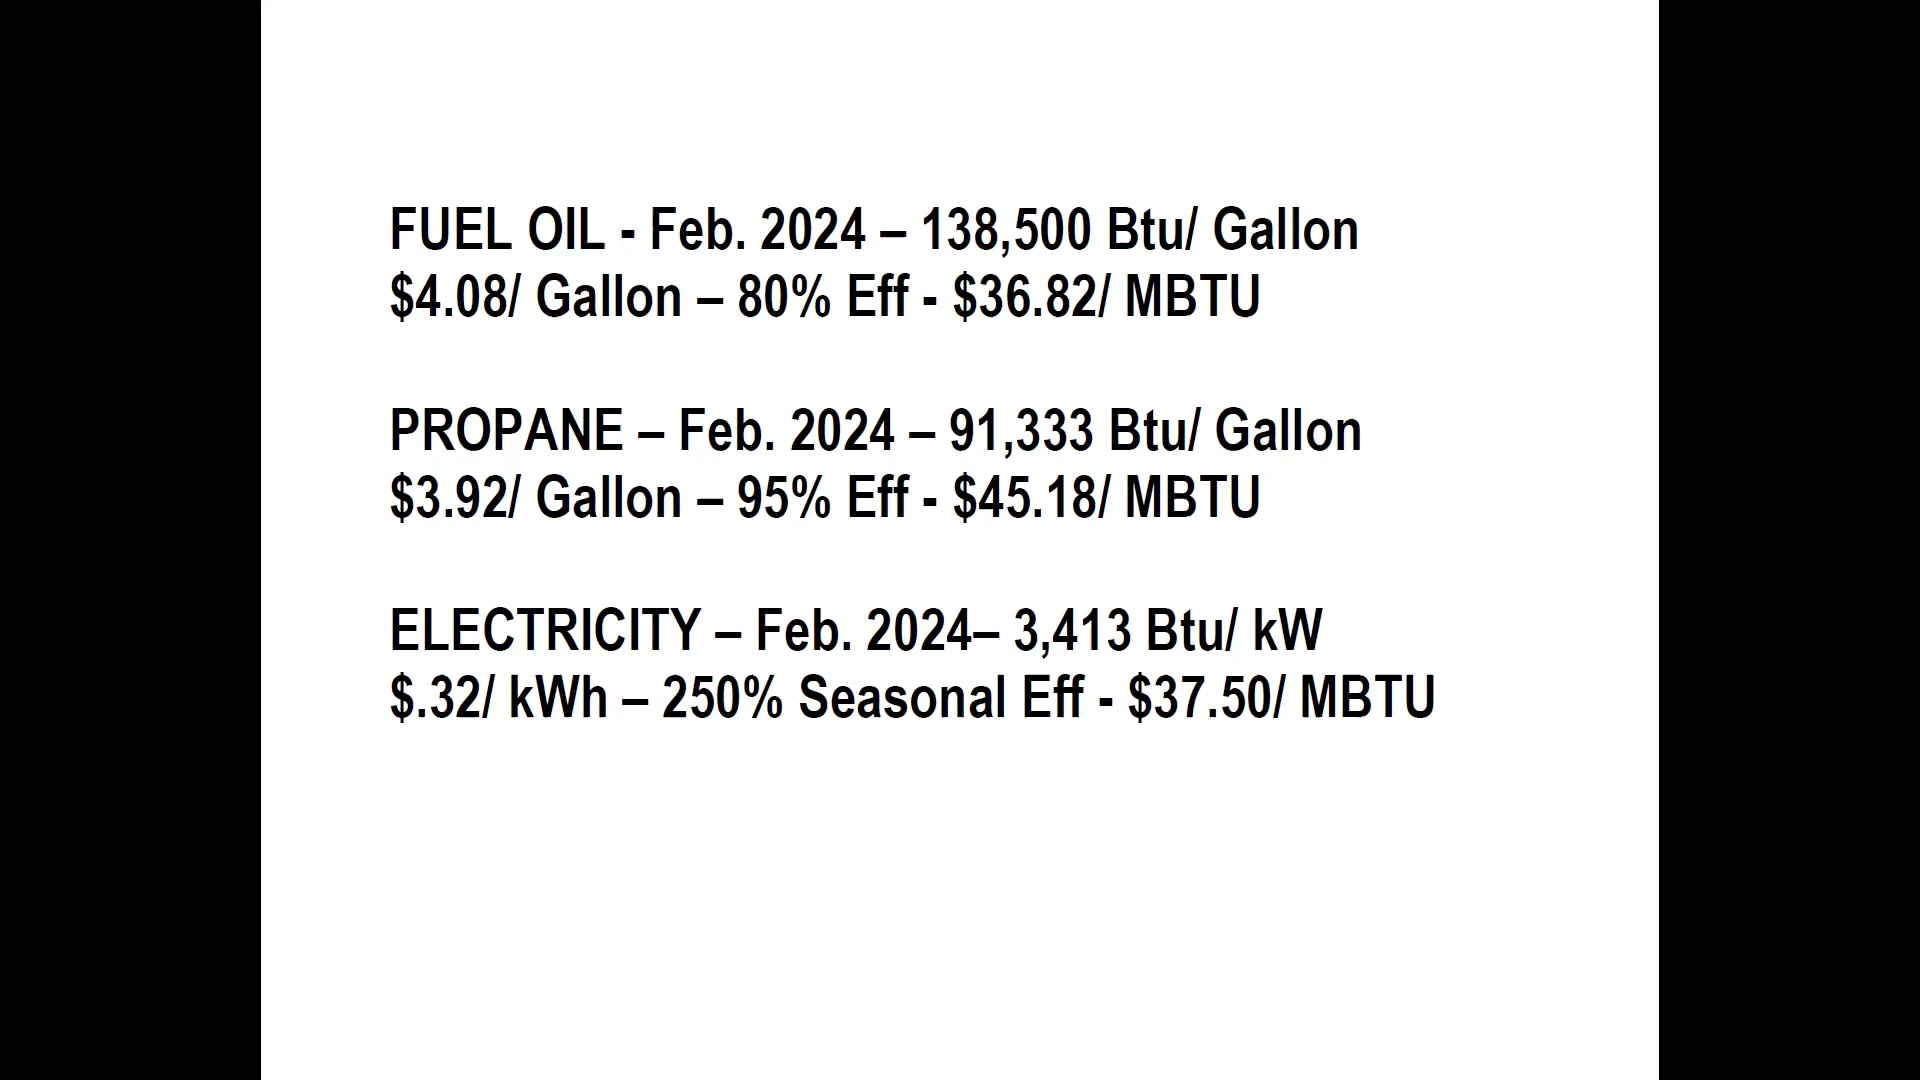 FUEL OIL - Feb. 2024 – 138,500 Btu/ Gallon
$4.08/ Gallon – 80% Eff - $36.82/ MBTU
PROPANE – Feb. 2024 – 91,333 Btu/ Gallon
$3.92/ Gallon – 95% Eff - $45.18/ MBTU
ELECTRICITY – Feb. 2024– 3,413 Btu/ kW
$.32/ kWh – 250% Seasonal Eff - $37.50/ MBTU